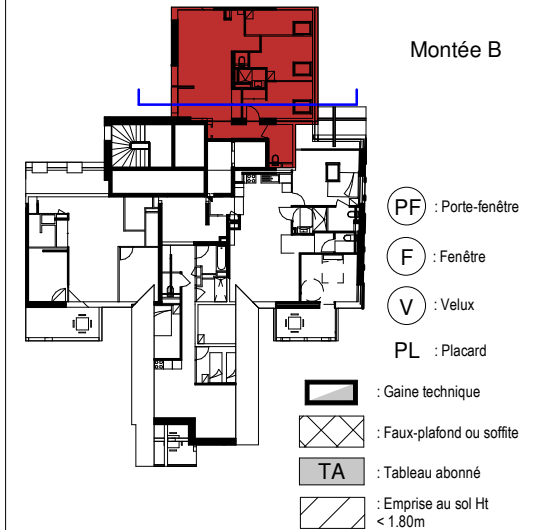 Montée B
PF : Porte-fenêtre
F : Fenêtre
V : Velux
PL : Placard
: Gaine technique
: Faux-plafond ou soffite
TA : Tableau abonné
: Emprise au sol Ht
< 1.80m